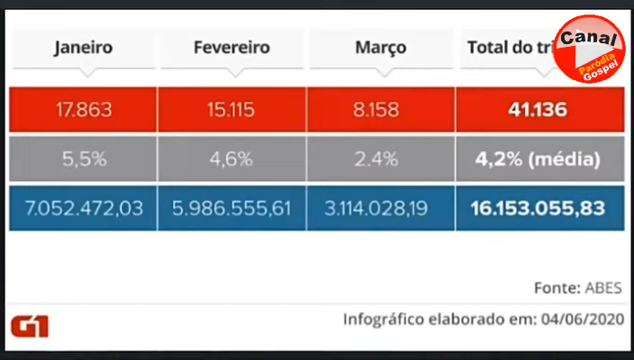 Janeiro Fevereiro Março Total do tri
Canal
Paródia
Gospel
17.863 15.115 8.158 41.136
5,5% 4,6% 2.4% 4,2% (média)
7.052.472,03 5.986.555,61 3.114.028,19 16.153.055,83
Fonte: ABES
G1 Infográfico elaborado em: 04/06/2020